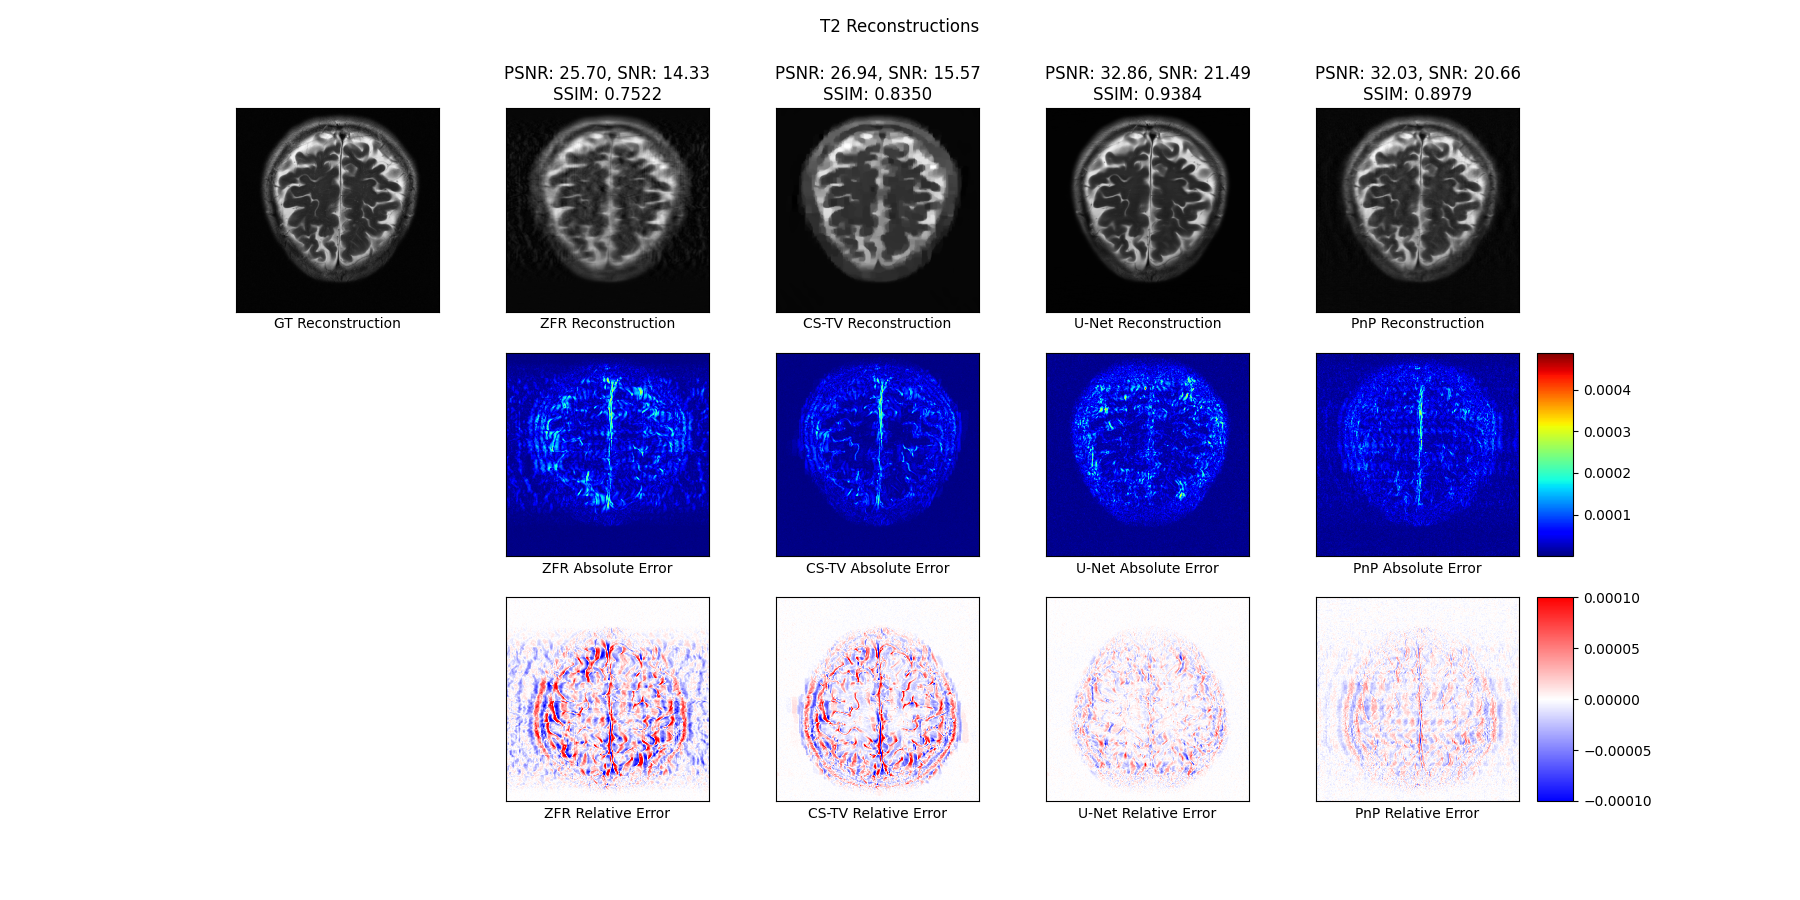 T2 Reconstructions
PSNR: 25.70, SNR: 14.33
SSIM: 0.7522
PSNR: 26.94, SNR: 15.57
SSIM: 0.8350
PSNR: 32.86, SNR: 21.49
SSIM: 0.9384
PSNR: 32.03, SNR: 20.66
SSIM: 0.8979
GT Reconstruction
ZFR Reconstruction
CS-TV Reconstruction
U-Net Reconstruction
PnP Reconstruction
0.0004
0.0003
0.0002
0.0001
ZFR Absolute Error
CS-TV Absolute Error
U-Net Absolute Error
PnP Absolute Error
0.00010
0.00005
0.00000
−0.00005
−0.00010
ZFR Relative Error
CS-TV Relative Error
U-Net Relative Error
PnP Relative Error